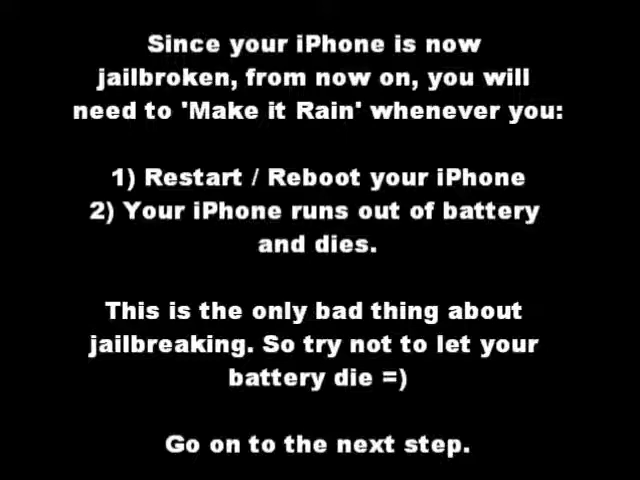 Since your iPhone is now
jailbroken, from now on, you will
need to 'Make it Rain' whenever you:
1) Restart / Reboot your iPhone
2) Your iPhone runs out of battery
and dies.
This is the only bad thing about
jailbreaking. So try not to let your
battery die =)
Go on to the next step.